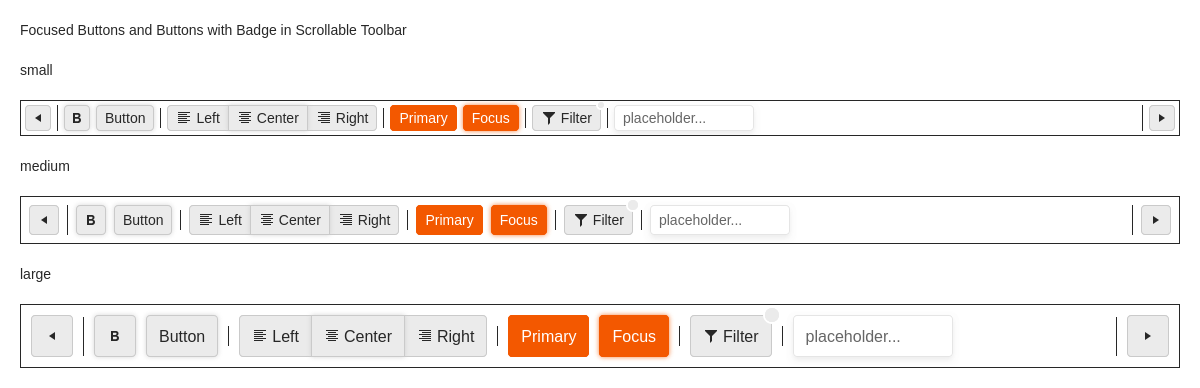 Focused Buttons and Buttons with Badge in Scrollable Toolbar
small
B Button Left Center Right Primary Focus Filter placeholder...
medium
B Button Left Center Right Primary Focus Filter placeholder...
large
B Button Left Center Right Primary Focus Filter placeholder...